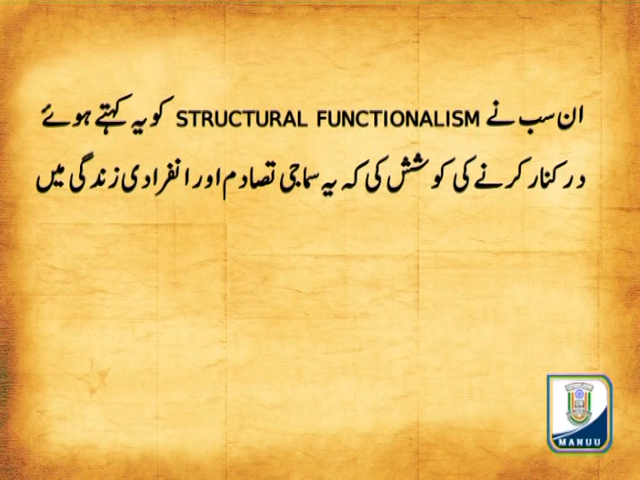 ان سب نے STRUCTURAL FUNCTIONALISM کو یہ کہتے ہوئے
درکنار کرنے کی کوشش کی کہ یہ سماجی تصادم اور انفرادی زندگی میں
MANUU